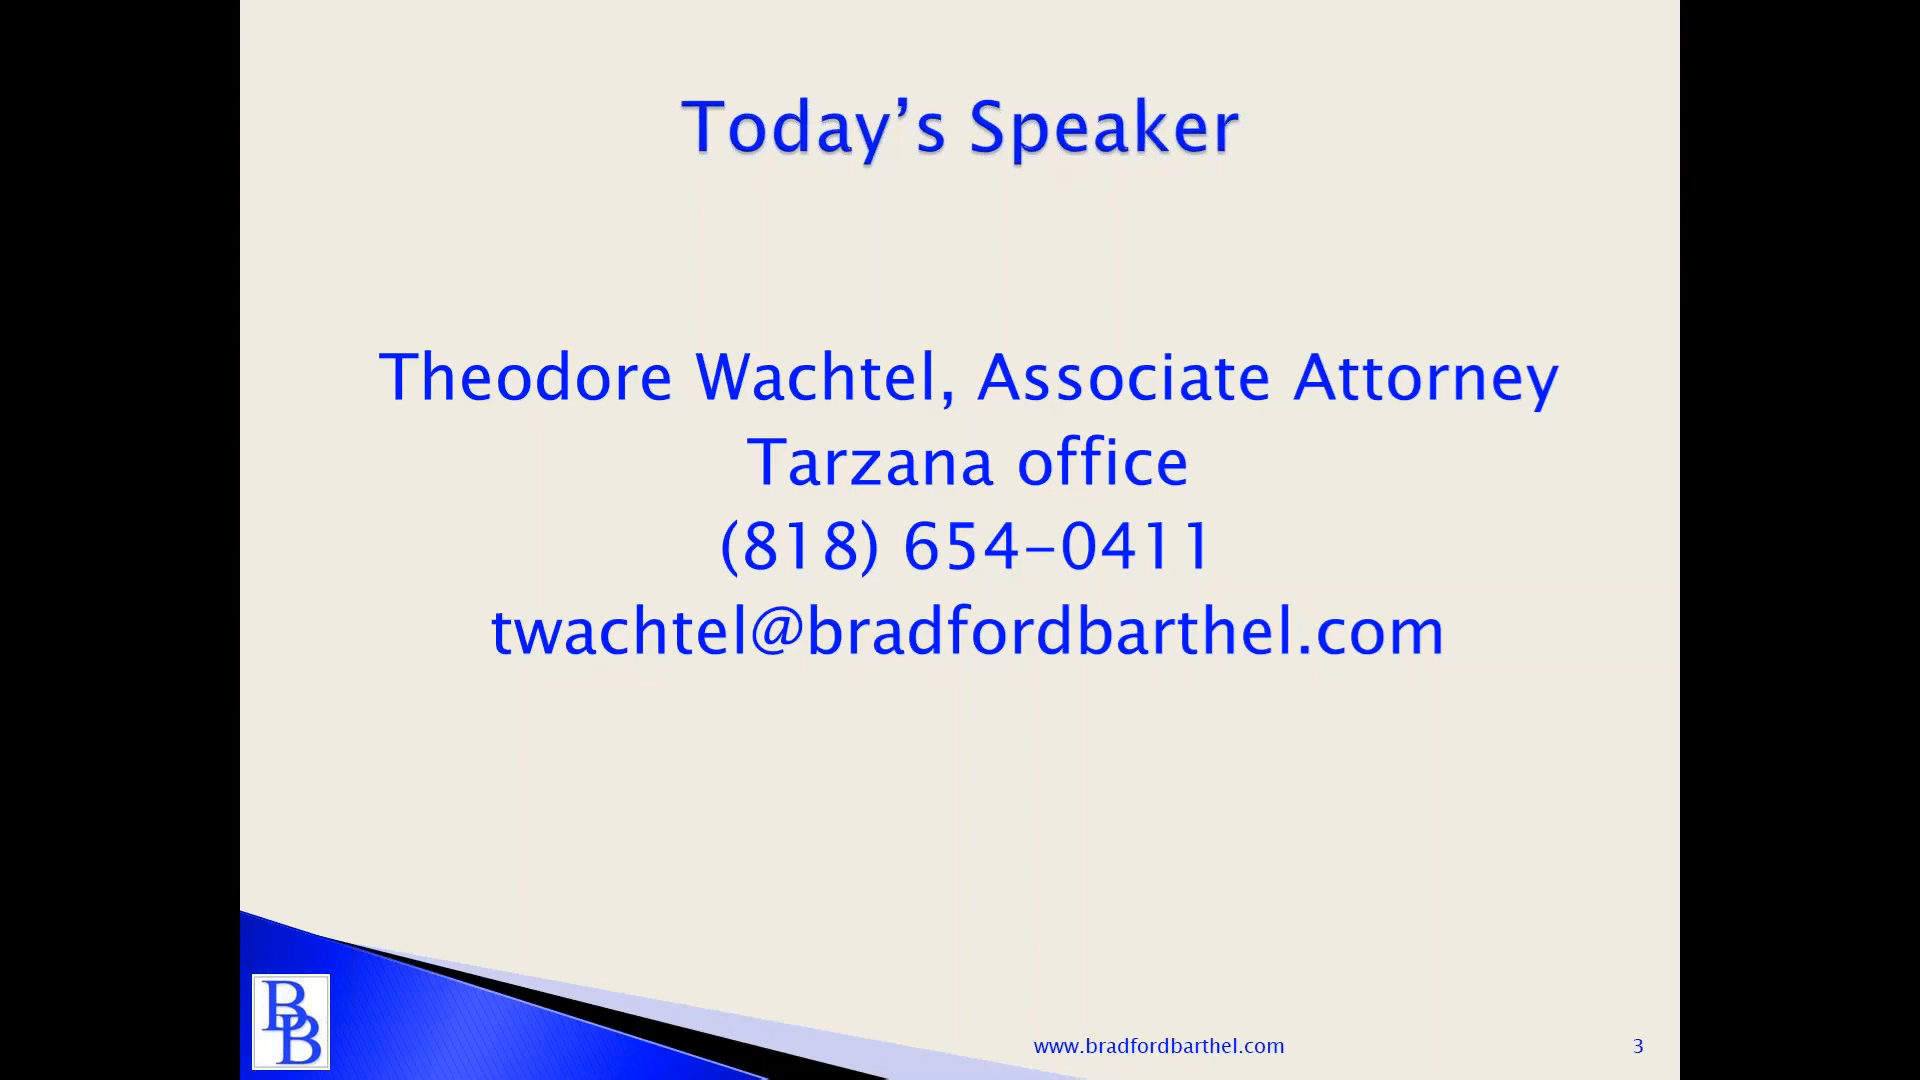 Today’s Speaker
Theodore Wachtel, Associate Attorney
Tarzana office
(818) 654-0411
twachtel@bradfordbarthel.com
BB
www.bradfordbarthel.com
3